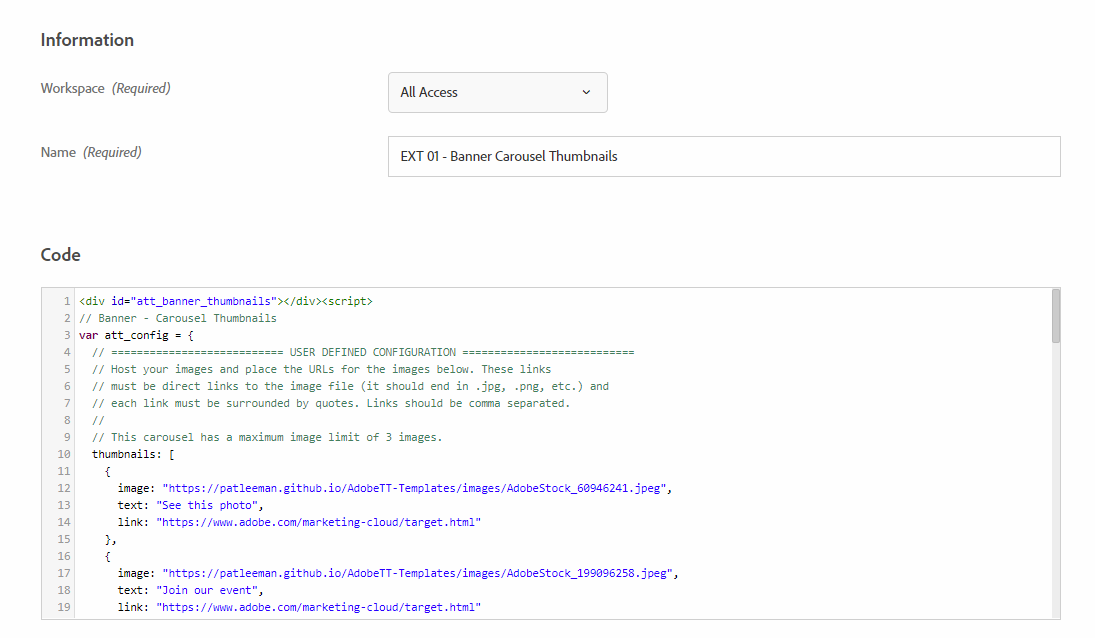 Information
Workspace (Required)
All Access
Name (Required)
EXT 01 - Banner Carousel Thumbnails
Code
1 <div id="att_banner_thumbnails"></div><script>
2 // Banner - Carousel Thumbnails
3 var att_config = {
4 // =========================== USER DEFINED CONFIGURATION ===========================
5 // Host your images and place the URLs for the images below. These links
6 // must be direct links to the image file (it should end in .jpg, .png, etc.) and
7 // each link must be surrounded by quotes. Links should be comma separated.
8 //
9 // This carousel has a maximum image limit of 3 images.
10 thumbnails: [
11 {
12 image: "https://patleeman.github.io/AdobeTT-Templates/images/AdobeStock_60946241.jpeg",
13 text: "See this photo",
14 link: "https://www.adobe.com/marketing-cloud/target.html"
15 },
16 {
17 image: "https://patleeman.github.io/AdobeTT-Templates/images/AdobeStock_199096258.jpeg",
18 text: "Join our event",
19 link: "https://www.adobe.com/marketing-cloud/target.html"